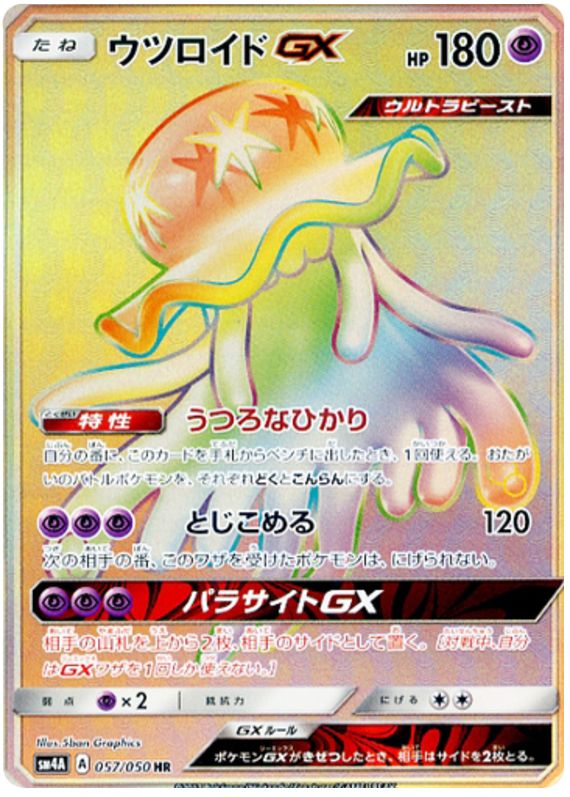 たね ウツロイドGX HP 180
ウルトラビースト
特性 うつろなひかり
自分の番に、このカードを手札からベンチに出したとき、1回使える。おたが
いのバトルポケモンを、それぞれどくとこんらんにする。
とじこめる 120
次の相手の番、このワザを受けたポケモンは、にげられない。
パラサイトGX
相手の山札を上から2枚、相手のサイドとして置く。[対戦中、自分
はGXワザを1回しか使えない。]
弱点 ×2 抵抗力 にげる
Illus.5ban Graphics GXルール
ポケモンGXがきぜつしたとき、相手はサイドを2枚とる。
SM4A A 057/050 HR